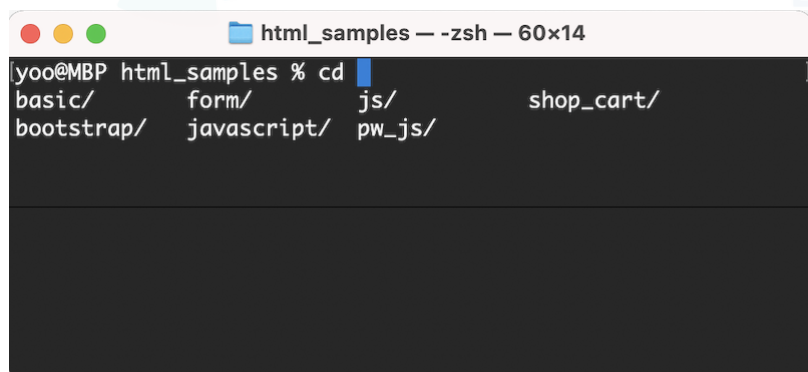 html_samples — -zsh — 60×14
[yoo@MBP html_samples % cd
basic/ form/ js/ shop_cart/
bootstrap/ javascript/ pw_js/